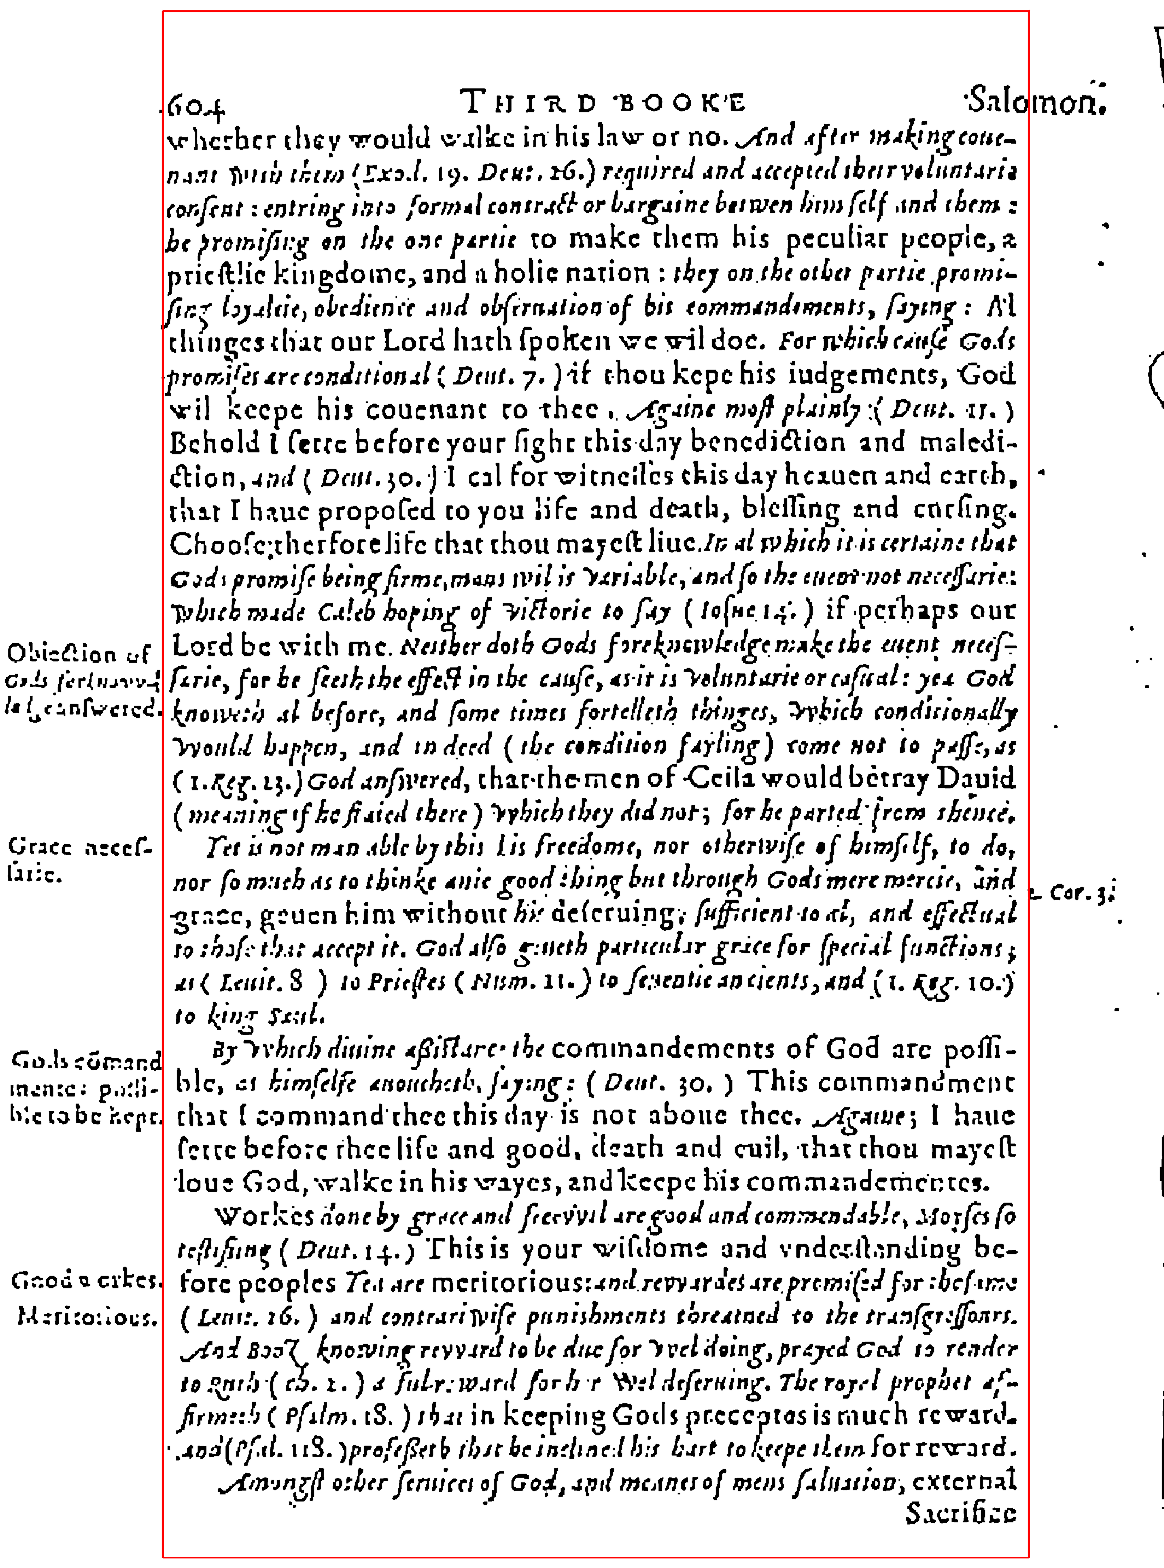 604 THIRD BOOKE Salomon.
whether they would walke in his law or no. And after making coue-
nant with them (Exod. 19. Deut. 26.) required and accepted their voluntarie
consent: entring into formal contract or bargaine betwen him self and them:
he promising on the one partie to make them his peculiar people, a
priestlie kingdome, and a holie nation: they on the other partie promi-
sing loyaltie, obedience and obseruation of his commandements, saying: Al
thinges that our Lord hath spoken we wil doe. For which cause Gods
promises are conditional (Deut. 7.) if thou kepe his iudgements, God
wil keepe his couenant to thee. Againe most plainly (Deut. 11.)
Behold I sette before your sight this day benediction and maledi-
ction, and (Deut. 30.) I cal for witnesses this day heauen and earth,
that I haue proposed to you life and death, blessing and cursing.
Choose therfore life that thou mayest liue. In al which it is certaine that
Gods promise being firme, mans wil is variable, and so the euent not necessarie:
which made Caleb hoping of victorie to say (Iosue 14.) if perhaps our
Lord be with me. Neither doth Gods foreknowledge make the euent neces-
sarie, for he seeth the effect in the cause, as it is voluntarie or casual: yea God
knoweth al before, and some times fortelleth thinges, which conditionally
would happen, and in deed (the condition fayling) come not to passe, as
(1. Reg. 23.) God answered, that the men of Ceila would betray Dauid
(meaning if he staied there) which they did not; for he parted from thence.
Obiection of
Gods foreknowl
answered.
Yet is not man able by this his freedome, nor otherwise of himself, to do,
nor so much as to thinke anie good thing but through Gods mere mercie, and
grace, geuen him without his deseruing, sufficient to al, and effectual
to those that accept it. God also geueth particular grace for special functions;
as (Leuit. 8) to Priestes (Num. 11.) to seuentie ancients, and (1. Reg. 10.)
to king Saul.
Grace neces-
sarie.
2. Cor. 3.
By which diuine assistance the commandements of God are possi-
ble, as himselfe auoucheth, saying: (Deut. 30.) This commandment
that I command thee this day is not aboue thee. Againe; I haue
sette before thee life and good, death and euil, that thou mayest
loue God, walke in his wayes, and keepe his commandementes.
Gods cõmand
mentes possi-
ble to be kept.
Workes done by grace and freewil are good and commendable, Moyses so
testifiing (Deut. 14.) This is your wisdome and vnderstanding be-
fore peoples Yea are meritorious: and rewardes are promised for the same
(Leuit. 26.) and contrariwise punishments threatned to the transgressours.
And Booz knowing reward to be due for wel doing, prayed God to render
to Ruth (ch. 2.) a ful reward for her wel deseruing. The royal prophet af-
firmeth (Psalm. 18.) that in keeping Gods preceptes is much reward.
and (Psal. 118.) professeth that he inclined his hart to keepe them for reward.
Good workes.
Meritorious.
Amongst other seruices of God, and meanes of mens saluation, external
Sacrifice